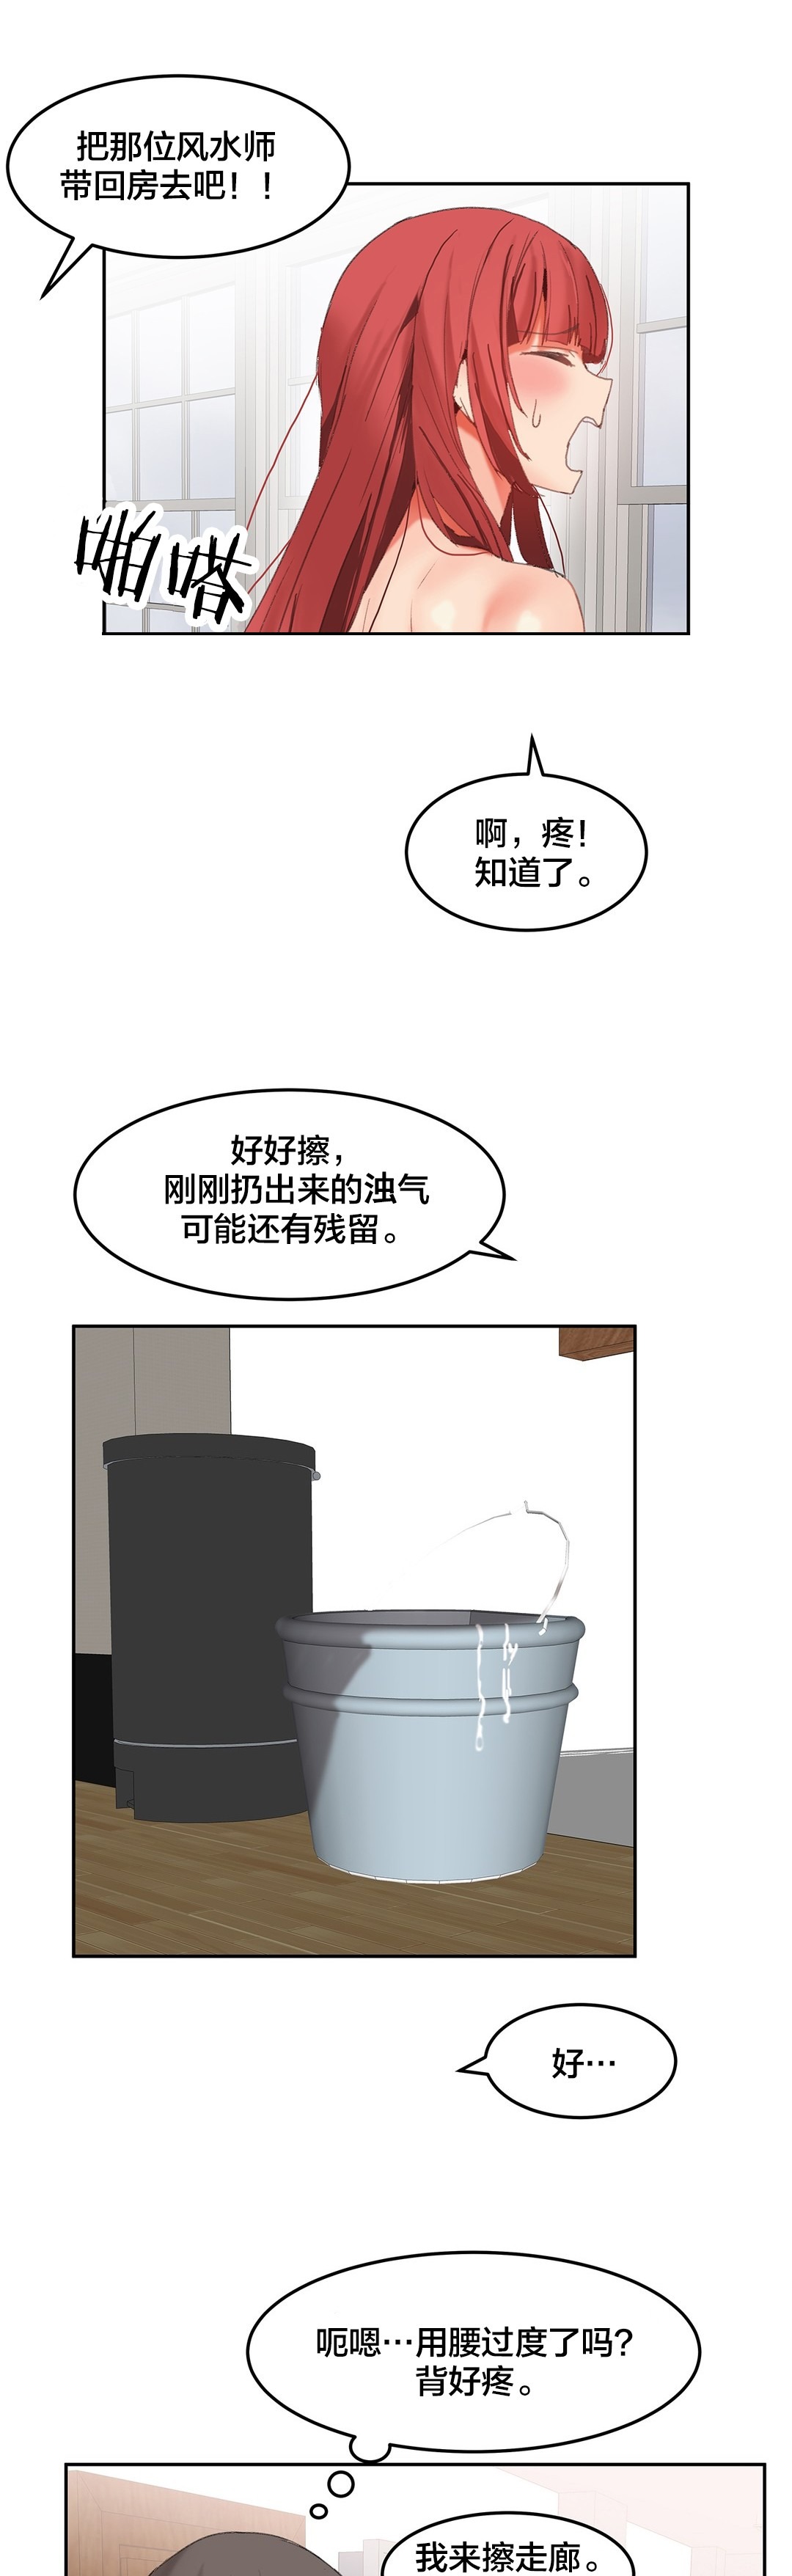 把那位风水师
带回房去吧！！
啪嗒
啊，疼！
知道了。
好好擦，
刚刚扔出来的浊气
可能还有残留。
好…
呃嗯…用腰过度了吗？
背好疼。
我来擦走廊。